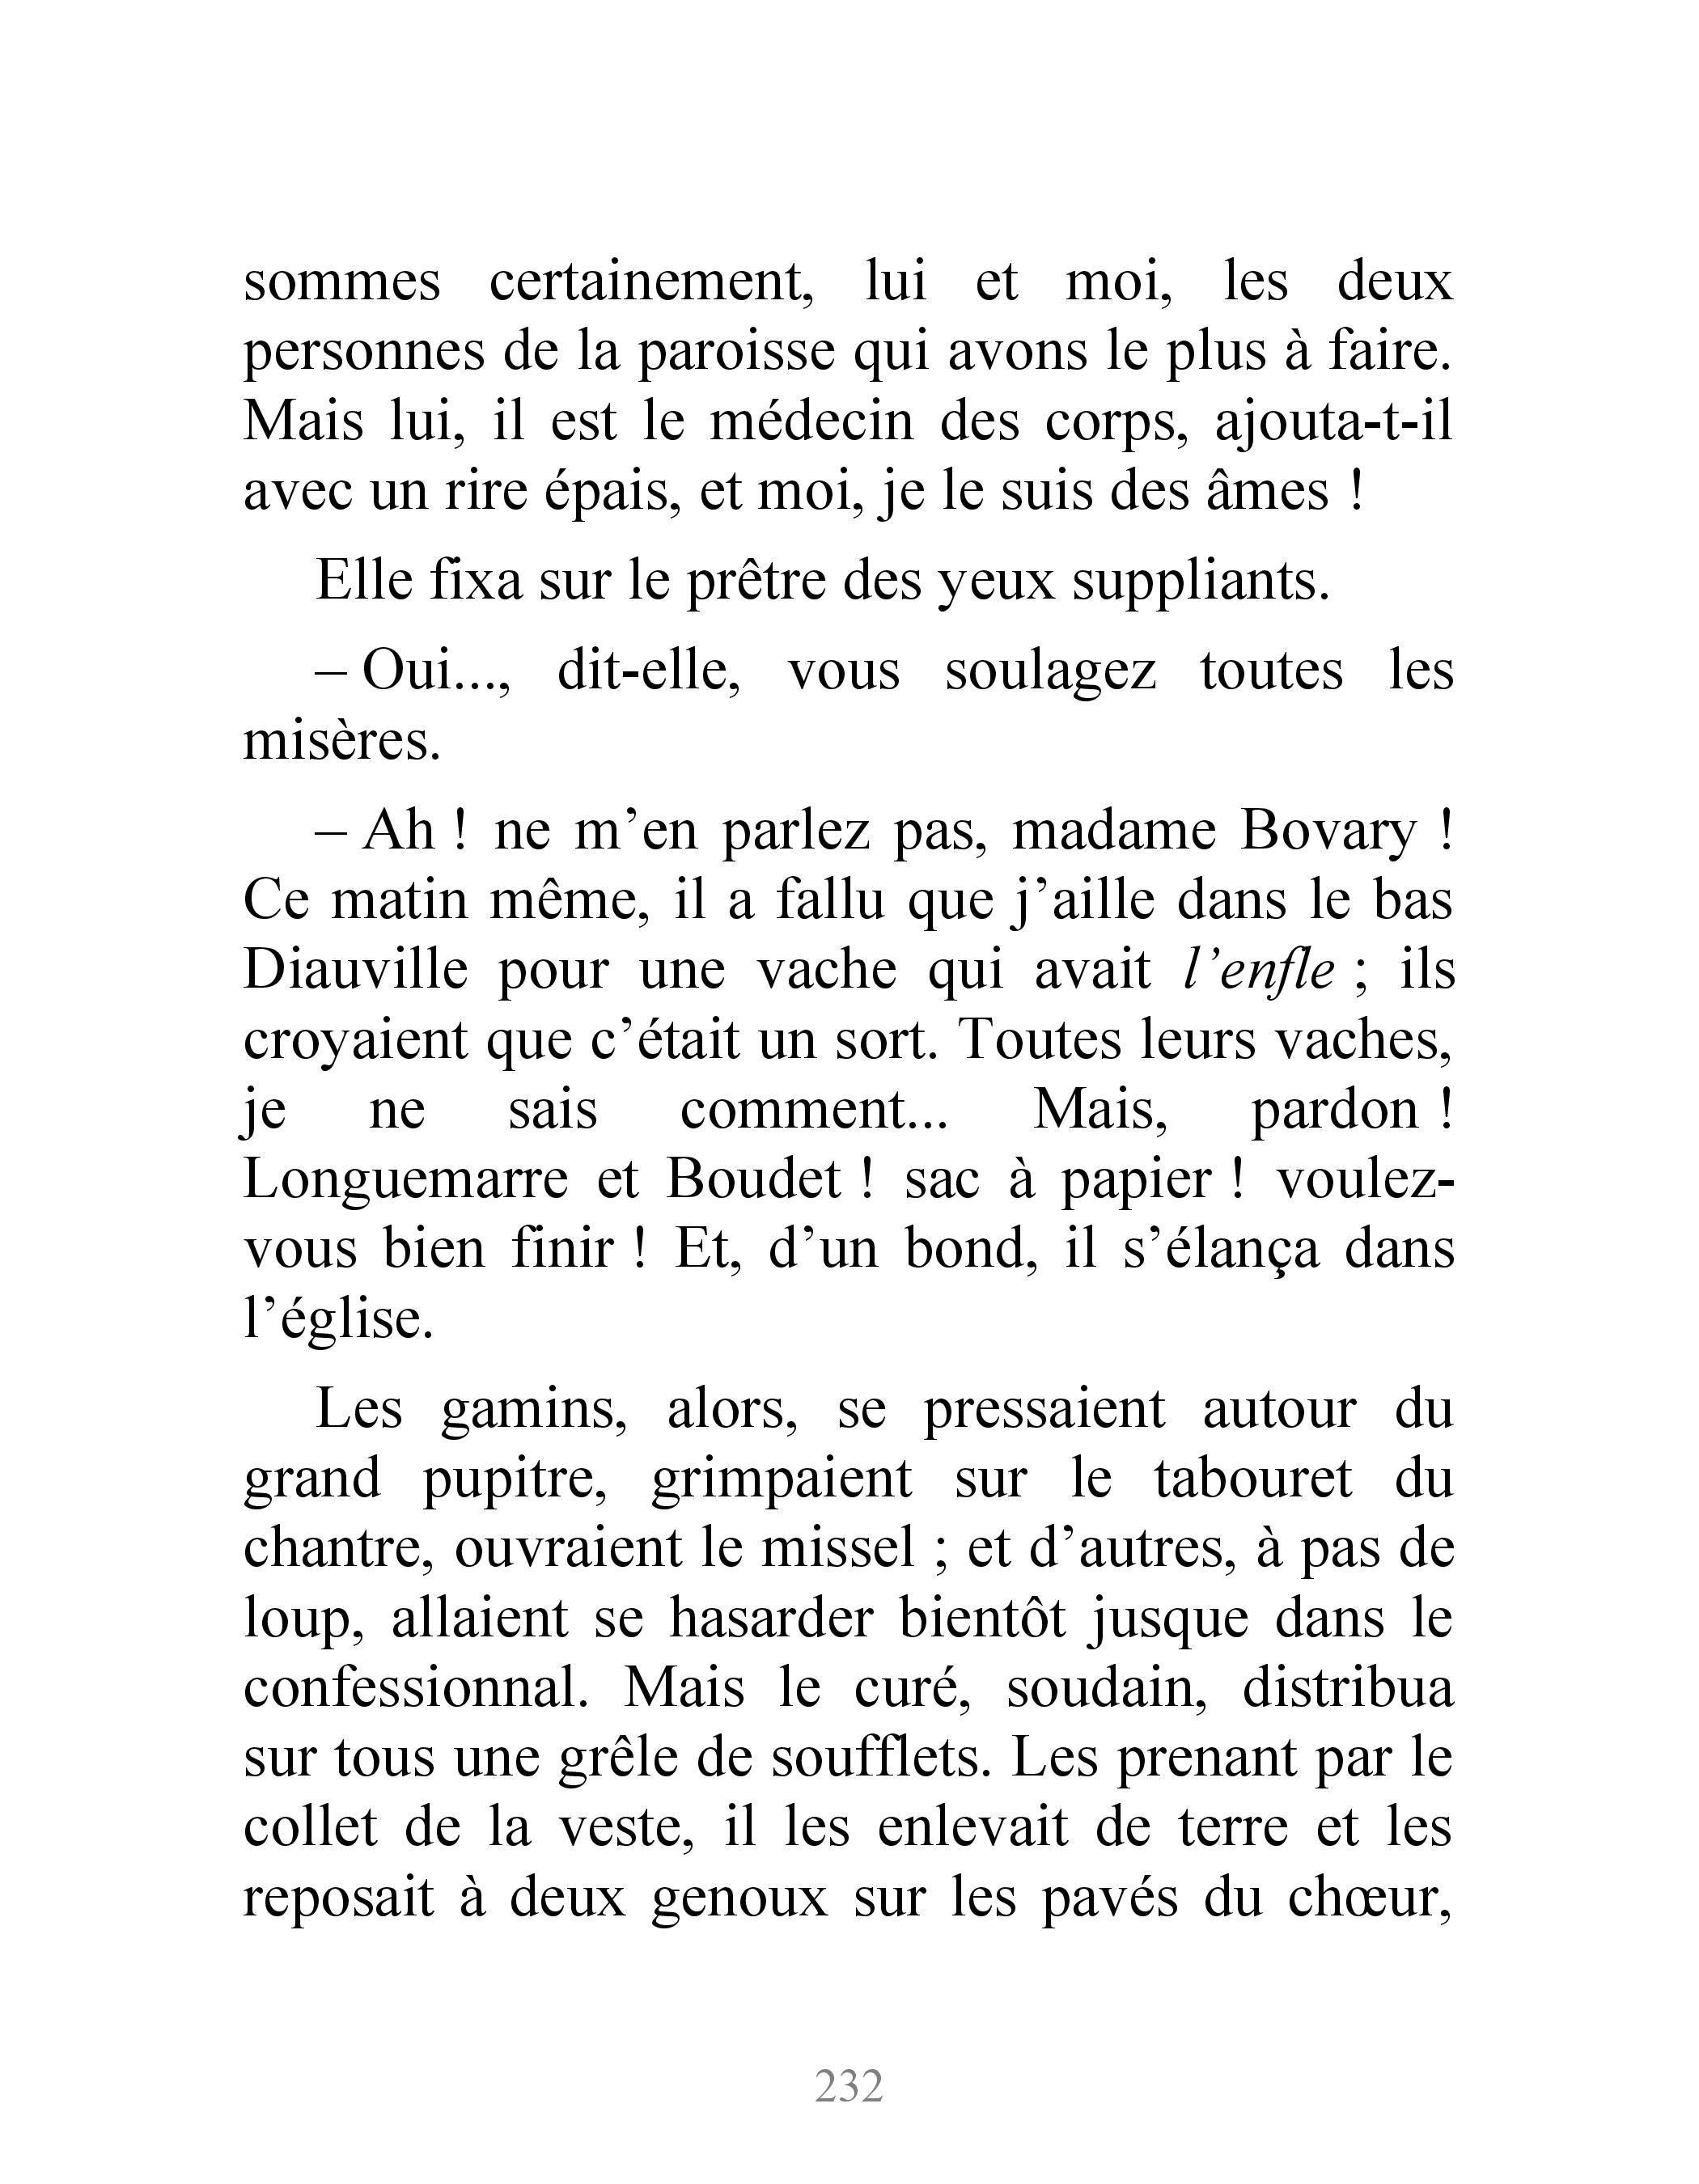 sommes certainement, lui et moi, les deux
personnes de la paroisse qui avons le plus à faire.
Mais lui, il est le médecin des corps, ajouta-t-il
avec un rire épais, et moi, je le suis des âmes !
Elle fixa sur le prêtre des yeux suppliants.
– Oui..., dit-elle, vous soulagez toutes les
misères.
– Ah ! ne m’en parlez pas, madame Bovary !
Ce matin même, il a fallu que j’aille dans le bas
Diauville pour une vache qui avait l’enfle ; ils
croyaient que c’était un sort. Toutes leurs vaches,
je ne sais comment... Mais, pardon !
Longuemarre et Boudet ! sac à papier ! voulez-
vous bien finir ! Et, d’un bond, il s’élança dans
l’église.
Les gamins, alors, se pressaient autour du
grand pupitre, grimpaient sur le tabouret du
chantre, ouvraient le missel ; et d’autres, à pas de
loup, allaient se hasarder bientôt jusque dans le
confessionnal. Mais le curé, soudain, distribua
sur tous une grêle de soufflets. Les prenant par le
collet de la veste, il les enlevait de terre et les
reposait à deux genoux sur les pavés du chœur,
232